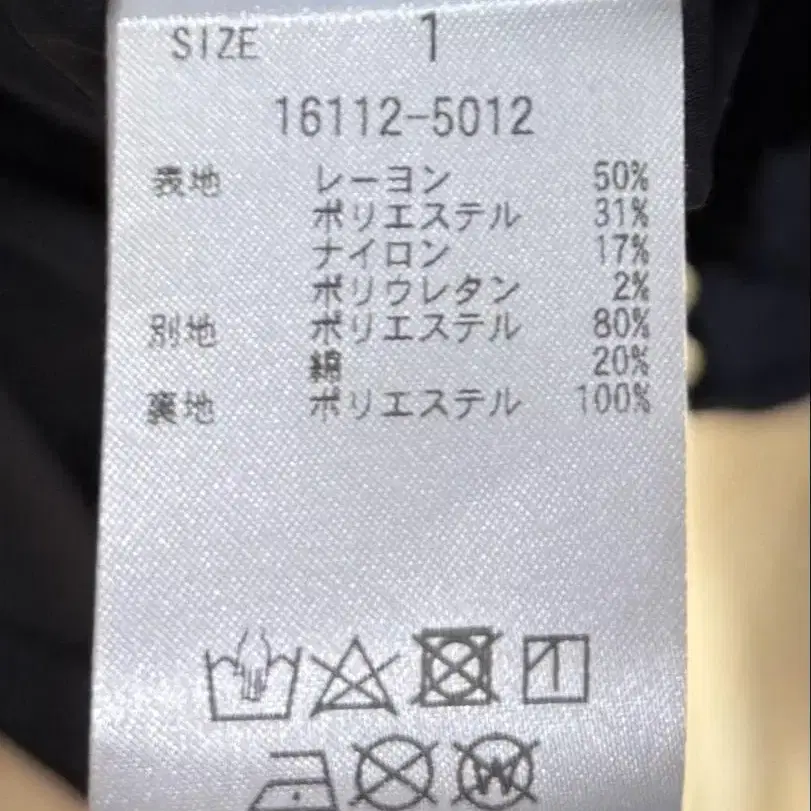 SIZE 1
16112-5012
表地 レーヨン 50%
ポリエステル 31%
ナイロン 17%
ポリウレタン 2%
別地 ポリエステル 80%
綿 20%
裏地 ポリエステル 100%
W